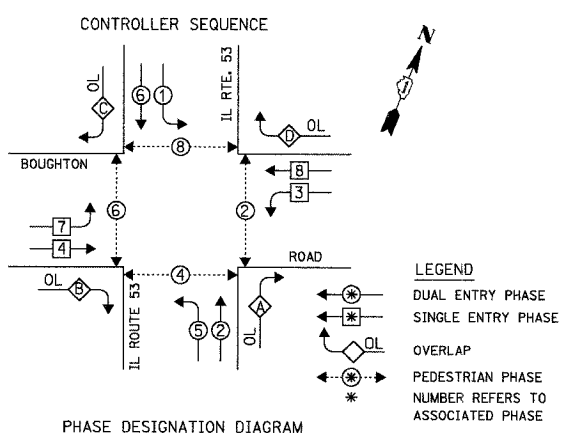 CONTROLLER SEQUENCE
N
IL RTE. 53
OL
C
6
1
D
OL
8
BOUGHTON
8
3
6
2
7
4
ROAD
4
OL
B
IL ROUTE 53
5
2
A
OL
LEGEND
* DUAL ENTRY PHASE
* SINGLE ENTRY PHASE
OL
OVERLAP
* PEDESTRIAN PHASE
* NUMBER REFERS TO
ASSOCIATED PHASE
PHASE DESIGNATION DIAGRAM